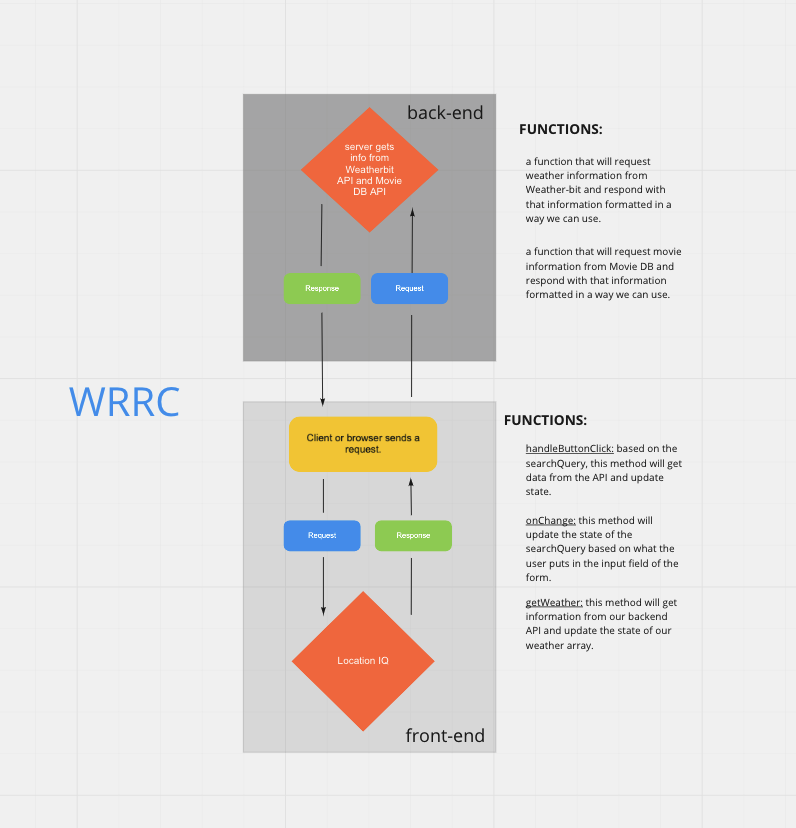 back-end
server gets
info from
Weatherbit
API and Movie
DB API
Response
Request
FUNCTIONS:
a function that will request
weather information from
Weather-bit and respond with
that information formatted in a
way we can use.
a function that will request movie
information from Movie DB and
respond with that information
formatted in a way we can use.
WRRC
Client or browser sends a
request.
Request
Response
Location IQ
front-end
FUNCTIONS:
handleButtonClick: based on the
searchQuery, this method will get
data from the API and update
state.
onChange: this method will
update the state of the
searchQuery based on what the
user puts in the input field of the
form.
getWeather: this method will get
information from our backend
API and update the state of our
weather array.